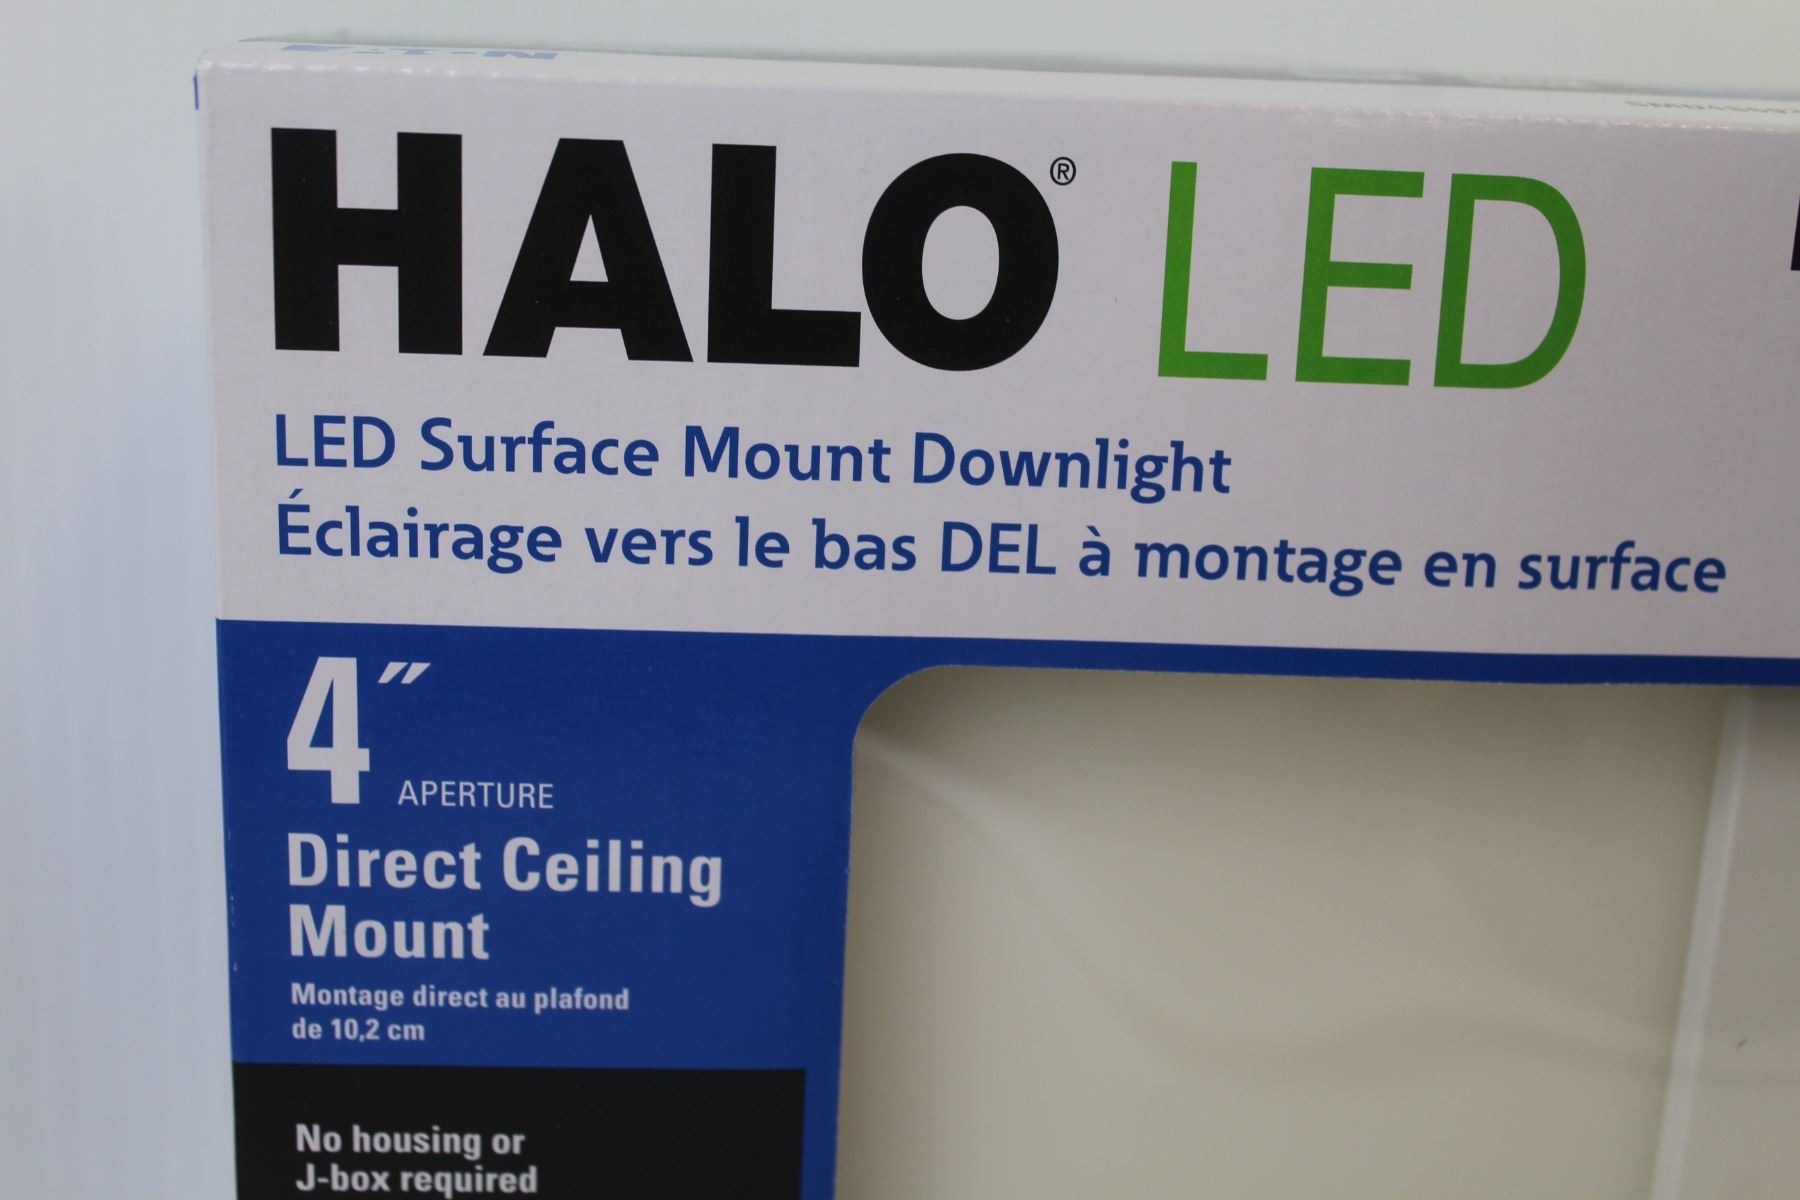 HALO® LED
LED Surface Mount Downlight
Éclairage vers le bas DEL à montage en surface
4″ APERTURE
Direct Ceiling
Mount
Montage direct au plafond
de 10,2 cm
No housing or
J-box required